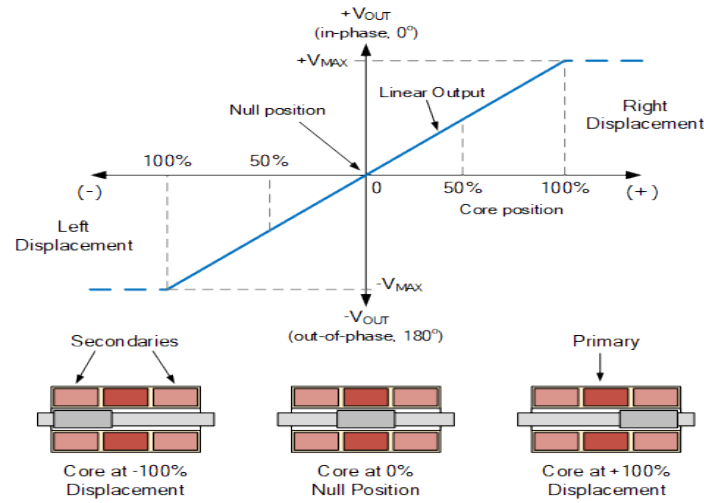 +VOUT
(in-phase, 0°)
+VMAX
Linear Output
Right
Displacement
Null position
100%
50%
(-)
0
50%
100%
(+)
Core position
Left
Displacement
-VMAX
-VOUT
(out-of-phase, 180°)
Secondaries
Primary
Core at -100%
Displacement
Core at 0%
Null Position
Core at +100%
Displacement